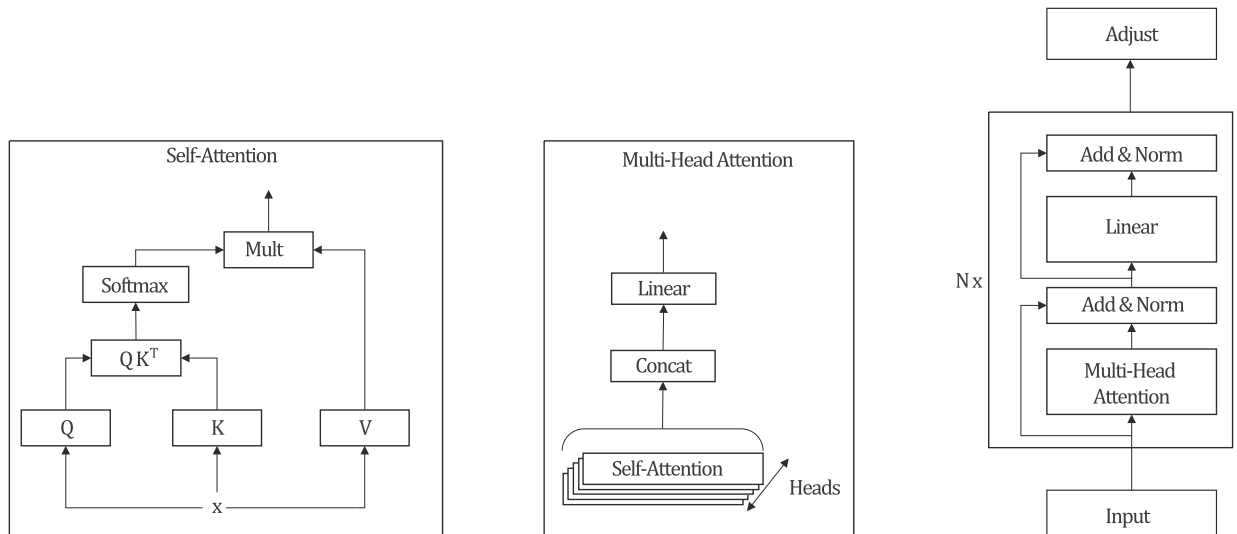 Self-Attention
Mult
Softmax
Q K^T
Q
K
V
x
Multi-Head Attention
Linear
Concat
Self-Attention
Heads
Adjust
Add & Norm
Linear
N x
Add & Norm
Multi-Head
Attention
Input